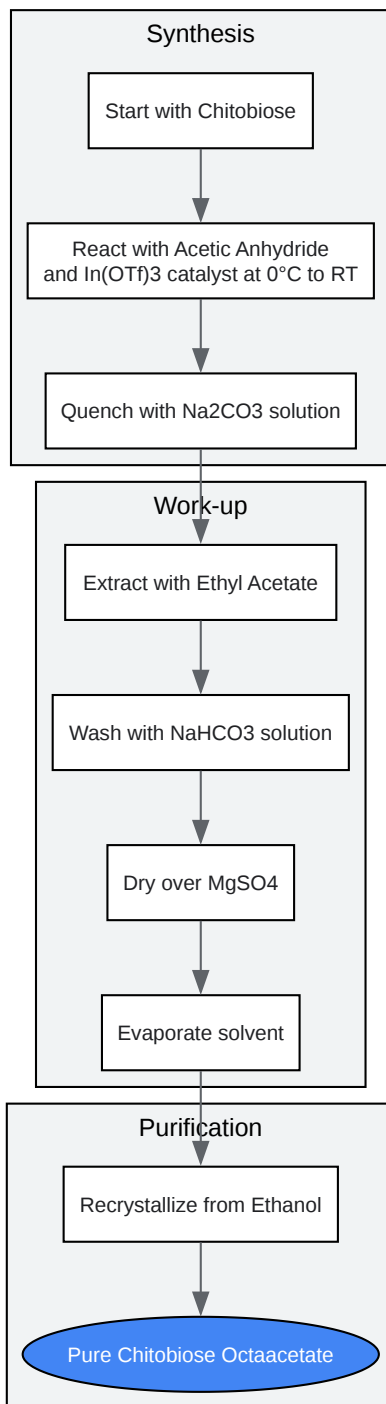 Synthesis
Start with Chitobiose
React with Acetic Anhydride
and In(OTf)3 catalyst at 0°C to RT
Quench with Na2CO3 solution
Work-up
Extract with Ethyl Acetate
Wash with NaHCO3 solution
Dry over MgSO4
Evaporate solvent
Purification
Recrystallize from Ethanol
Pure Chitobiose Octaacetate